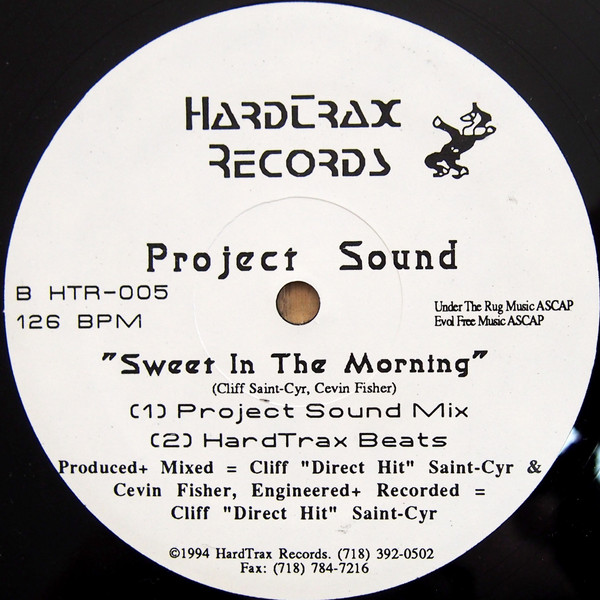 HardTrax
Records
Project Sound
B HTR-005
126 BPM
Under The Rug Music ASCAP
Evol Free Music ASCAP
"Sweet In The Morning"
(Cliff Saint-Cyr, Cevin Fisher)
(1) Project Sound Mix
(2) HardTrax Beats
Produced+ Mixed = Cliff "Direct Hit" Saint-Cyr &
Cevin Fisher, Engineered+ Recorded =
Cliff "Direct Hit" Saint-Cyr
©1994 HardTrax Records. (718) 392-0502
Fax: (718) 784-7216